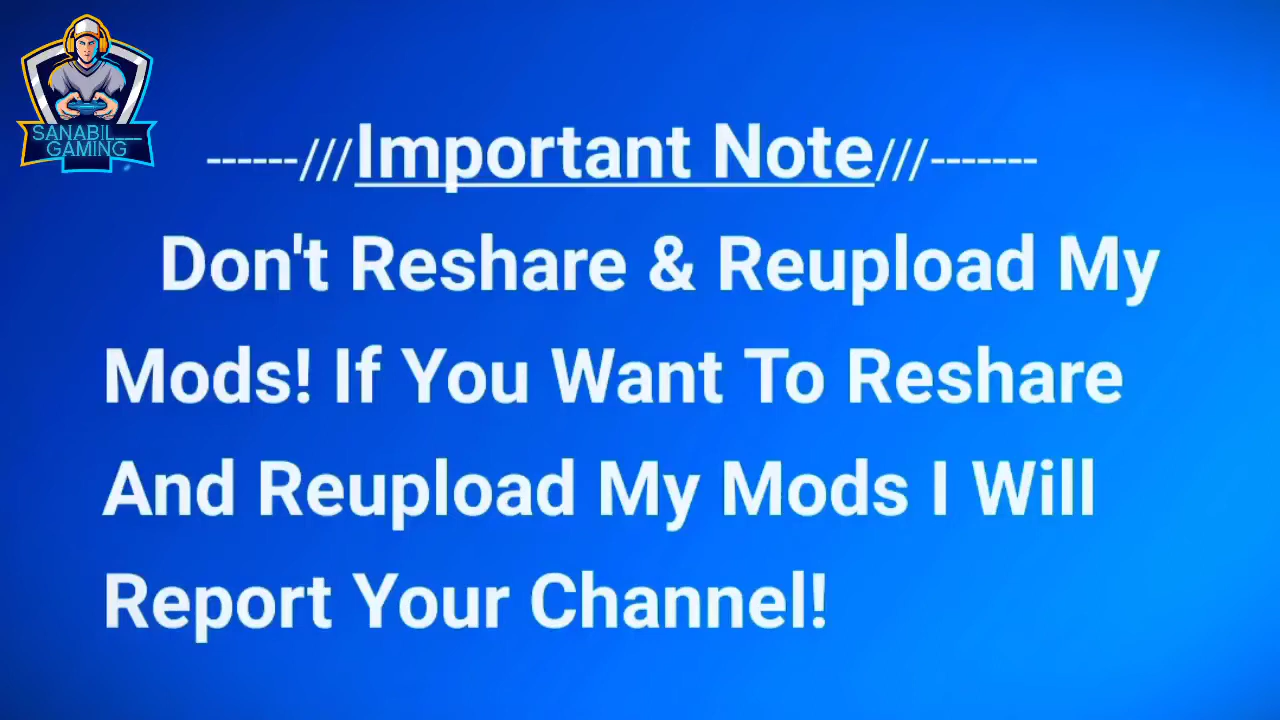 SANABIL__
GAMING
------///Important Note///-------
Don't Reshare & Reupload My
Mods! If You Want To Reshare
And Reupload My Mods I Will
Report Your Channel!